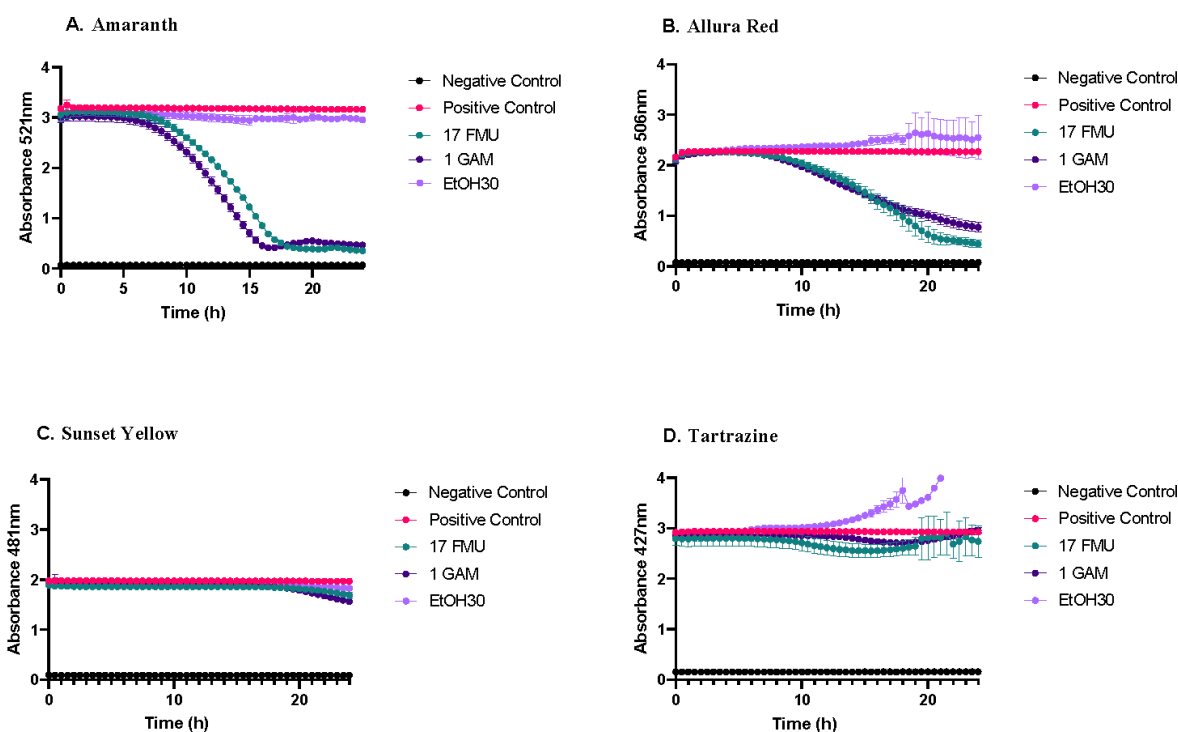 A. Amaranth
Absorbance 521nm
4
3
2
1
0
0 5 10 15 20
Time (h)
Negative Control
Positive Control
17 FMU
1 GAM
EtOH30
B. Allura Red
Absorbance 506nm
4
3
2
1
0
0 10 20
Time (h)
Negative Control
Positive Control
17 FMU
1 GAM
EtOH30
C. Sunset Yellow
Absorbance 481nm
4
3
2
1
0
0 10 20
Time (h)
Negative Control
Positive Control
17 FMU
1 GAM
EtOH30
D. Tartrazine
Absorbance 427nm
4
3
2
1
0
0 10 20
Time (h)
Negative Control
Positive Control
17 FMU
1 GAM
EtOH30